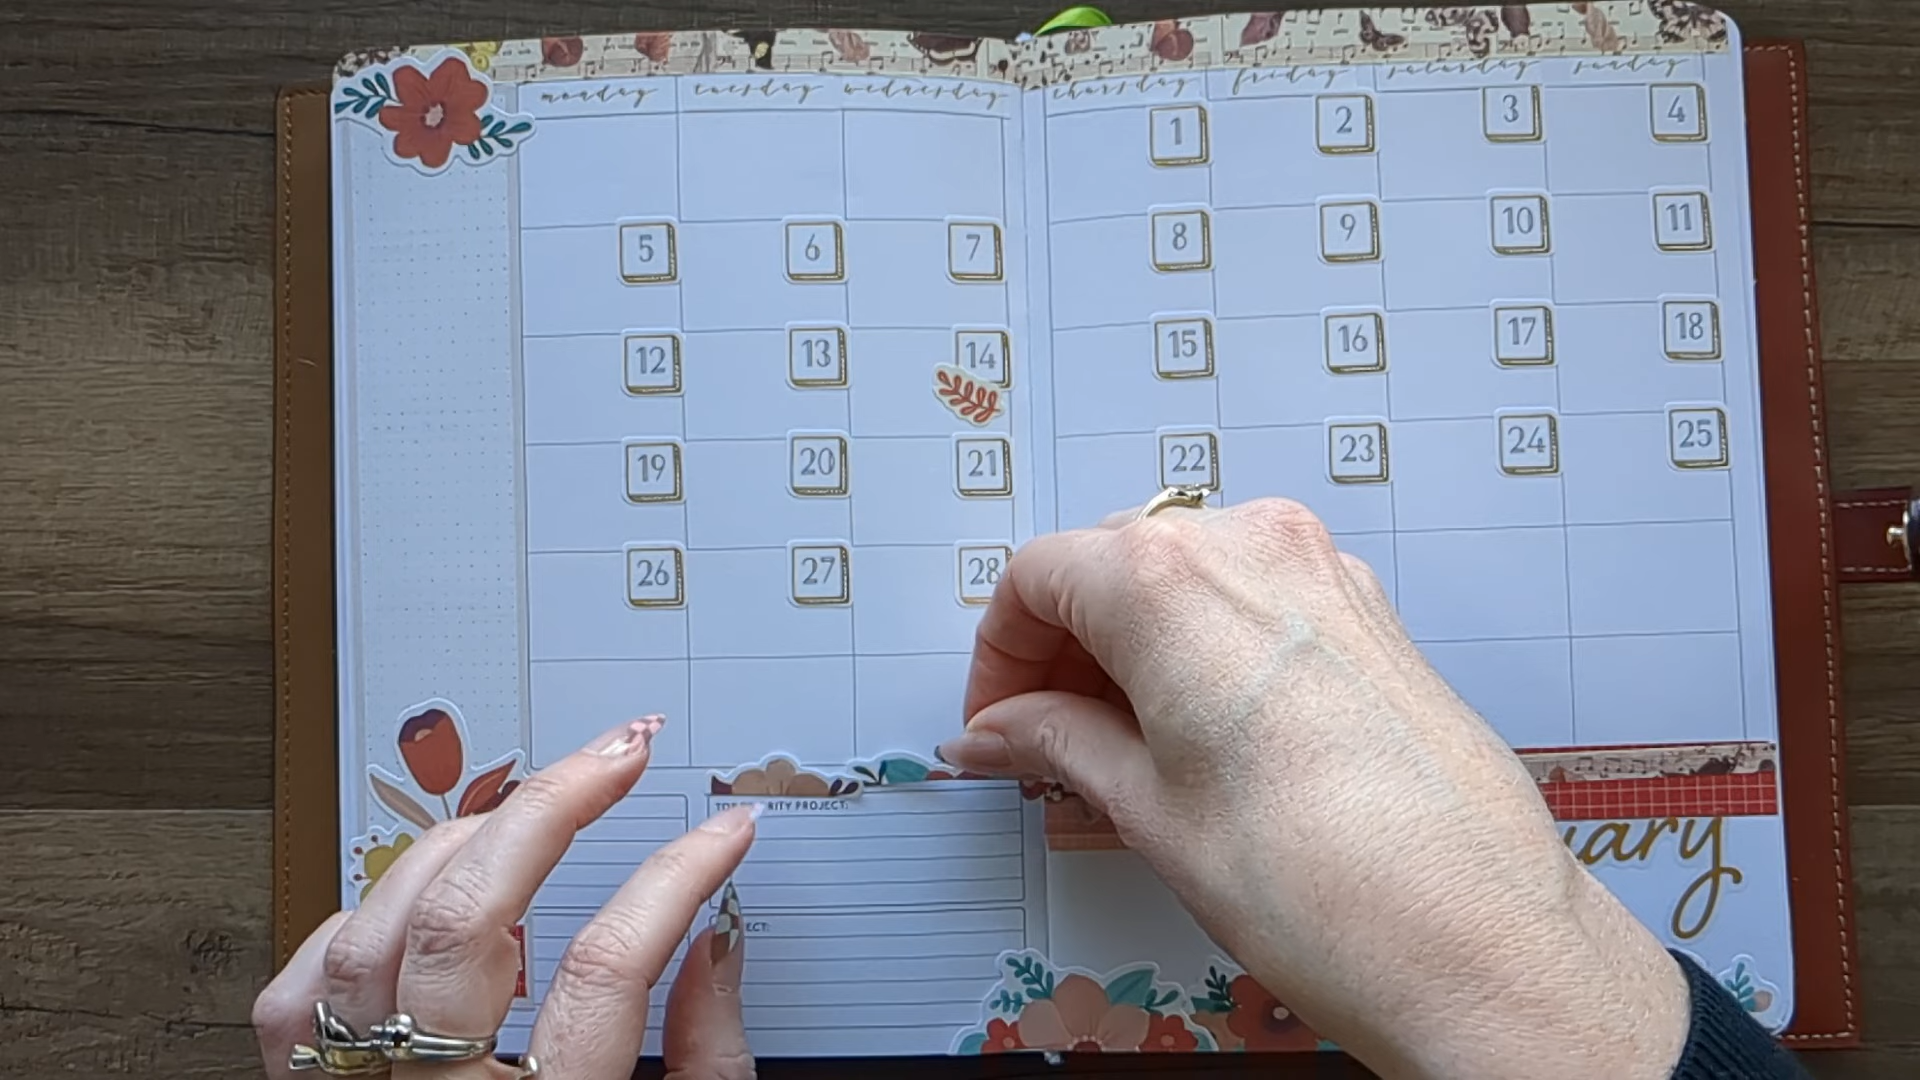 monday tuesday wednesday thursday friday saturday sunday
1 2 3 4
5 6 7 8 9 10 11
12 13 14 15 16 17 18
19 20 21 22 23 24 25
26 27 28
PROJECT:
uary